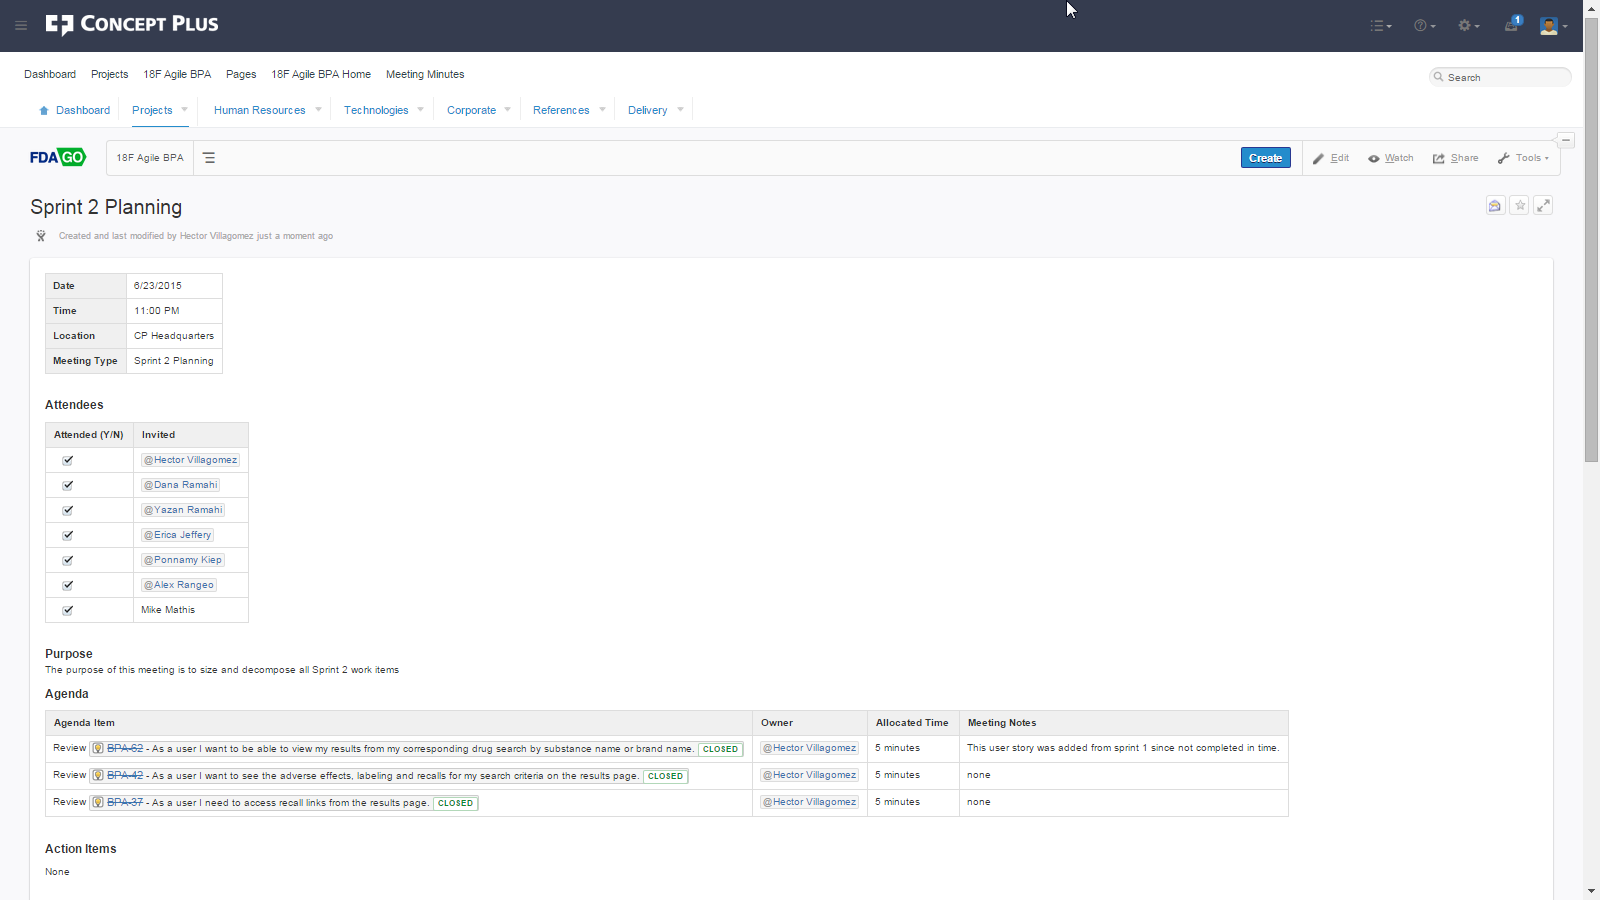 CONCEPT PLUS
1
Dashboard Projects 18F Agile BPA Pages 18F Agile BPA Home Meeting Minutes
Search
Dashboard Projects Human Resources Technologies Corporate References Delivery
FDA GO 18F Agile BPA Create Edit Watch Share Tools
Sprint 2 Planning
Created and last modified by Hector Villagomez just a moment ago
Date 6/23/2015
Time 11:00 PM
Location CP Headquarters
Meeting Type Sprint 2 Planning
Attendees
Attended (Y/N) Invited
@Hector Villagomez
@Dana Ramahi
@Yazan Ramahi
@Erica Jeffery
@Ponnamy Kiep
@Alex Rangeo
Mike Mathis
Purpose
The purpose of this meeting is to size and decompose all Sprint 2 work items
Agenda
Agenda Item Owner Allocated Time Meeting Notes
Review BPA-62 - As a user I want to be able to view my results from my corresponding drug search by substance name or brand name. CLOSED @Hector Villagomez 5 minutes This user story was added from sprint 1 since not completed in time.
Review BPA-42 - As a user I want to see the adverse effects, labeling and recalls for my search criteria on the results page. CLOSED @Hector Villagomez 5 minutes none
Review BPA-37 - As a user I need to access recall links from the results page. CLOSED @Hector Villagomez 5 minutes none
Action Items
None